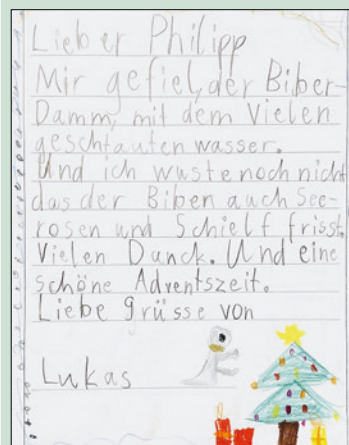 Lieber Philipp
Mir gefiel, der Biber-
Damm, mit dem Vielen
geschtauten wasser.
Und ich wuste noch nicht
das der Biben auch See-
rosen und Schielf frisst.
Vielen Danck. Und eine
schöne Adventszeit.
Liebe grüsse von
Lukas